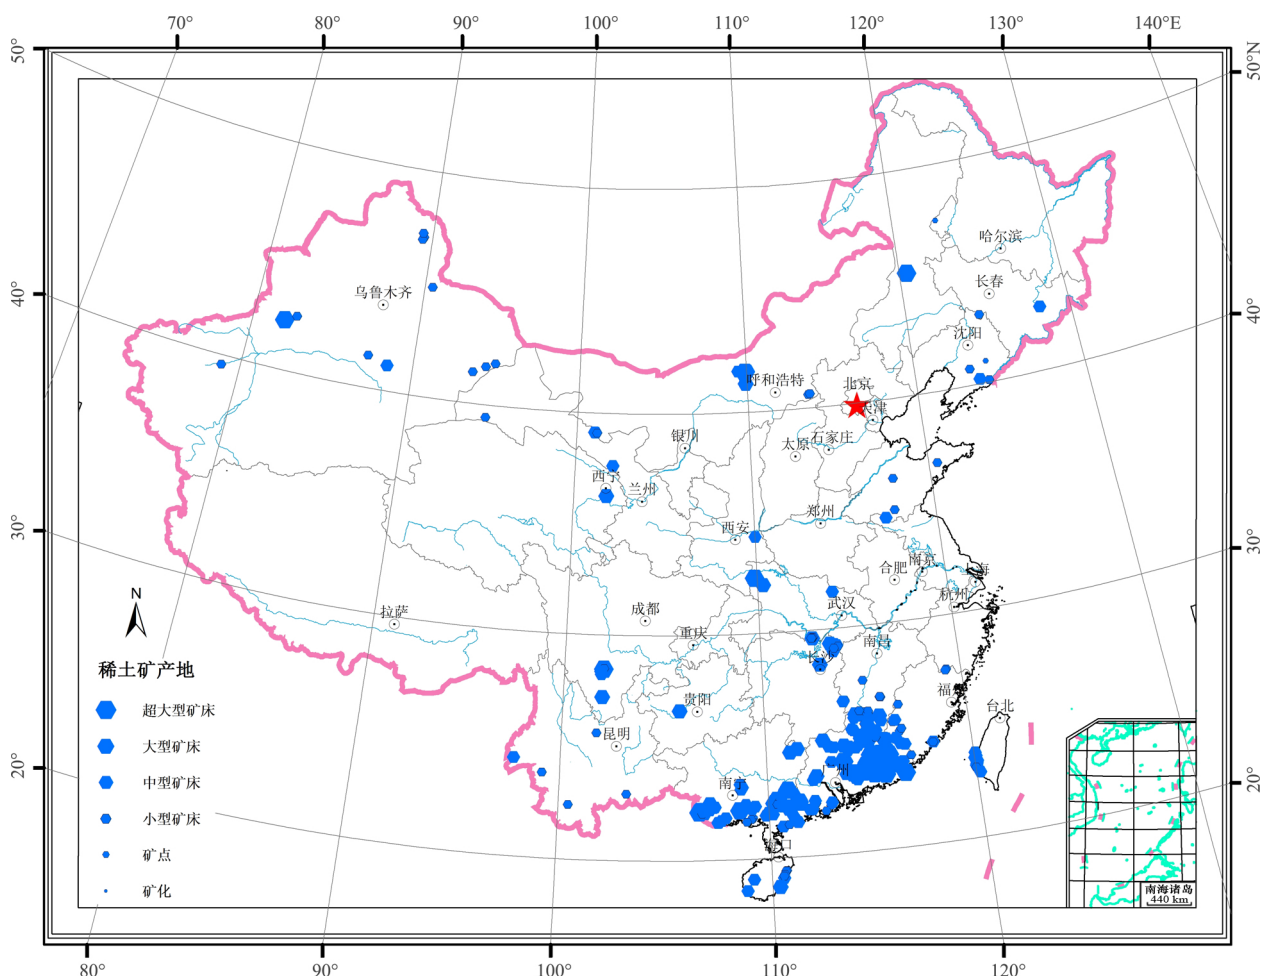 70°
80°
90°
100°
110°
120°
130°
140°E
50°
50°N
哈尔滨
长春
乌鲁木齐
40°
40°
沈阳
呼和浩特
北京
天津
银川
太原
石家庄
西宁
兰州
郑州
西安
30°
30°
南京
合肥
海
杭州
N
拉萨
成都
武汉
重庆
南昌
长沙
稀土矿产地
贵阳
福
台北
超大型矿床
昆明
大型矿床
广州
20°
20°
中型矿床
南宁
小型矿床
口
矿点
矿化
南海诸岛
440 km
80°
90°
100°
110°
120°